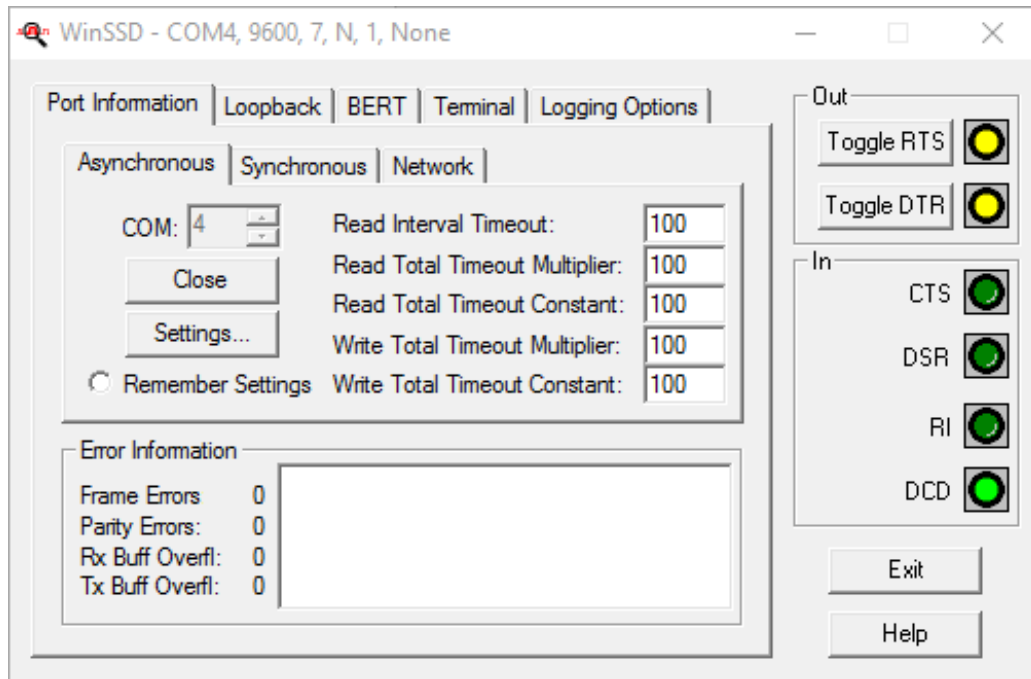 WinSSD - COM4, 9600, 7, N, 1, None
Port Information Loopback BERT Terminal Logging Options
Asynchronous Synchronous Network
COM: 4
Close
Settings...
Remember Settings
Read Interval Timeout: 100
Read Total Timeout Multiplier: 100
Read Total Timeout Constant: 100
Write Total Timeout Multiplier: 100
Write Total Timeout Constant: 100
Error Information
Frame Errors 0
Parity Errors: 0
Rx Buff Overfl: 0
Tx Buff Overfl: 0
Out
Toggle RTS
Toggle DTR
In
CTS
DSR
RI
DCD
Exit
Help